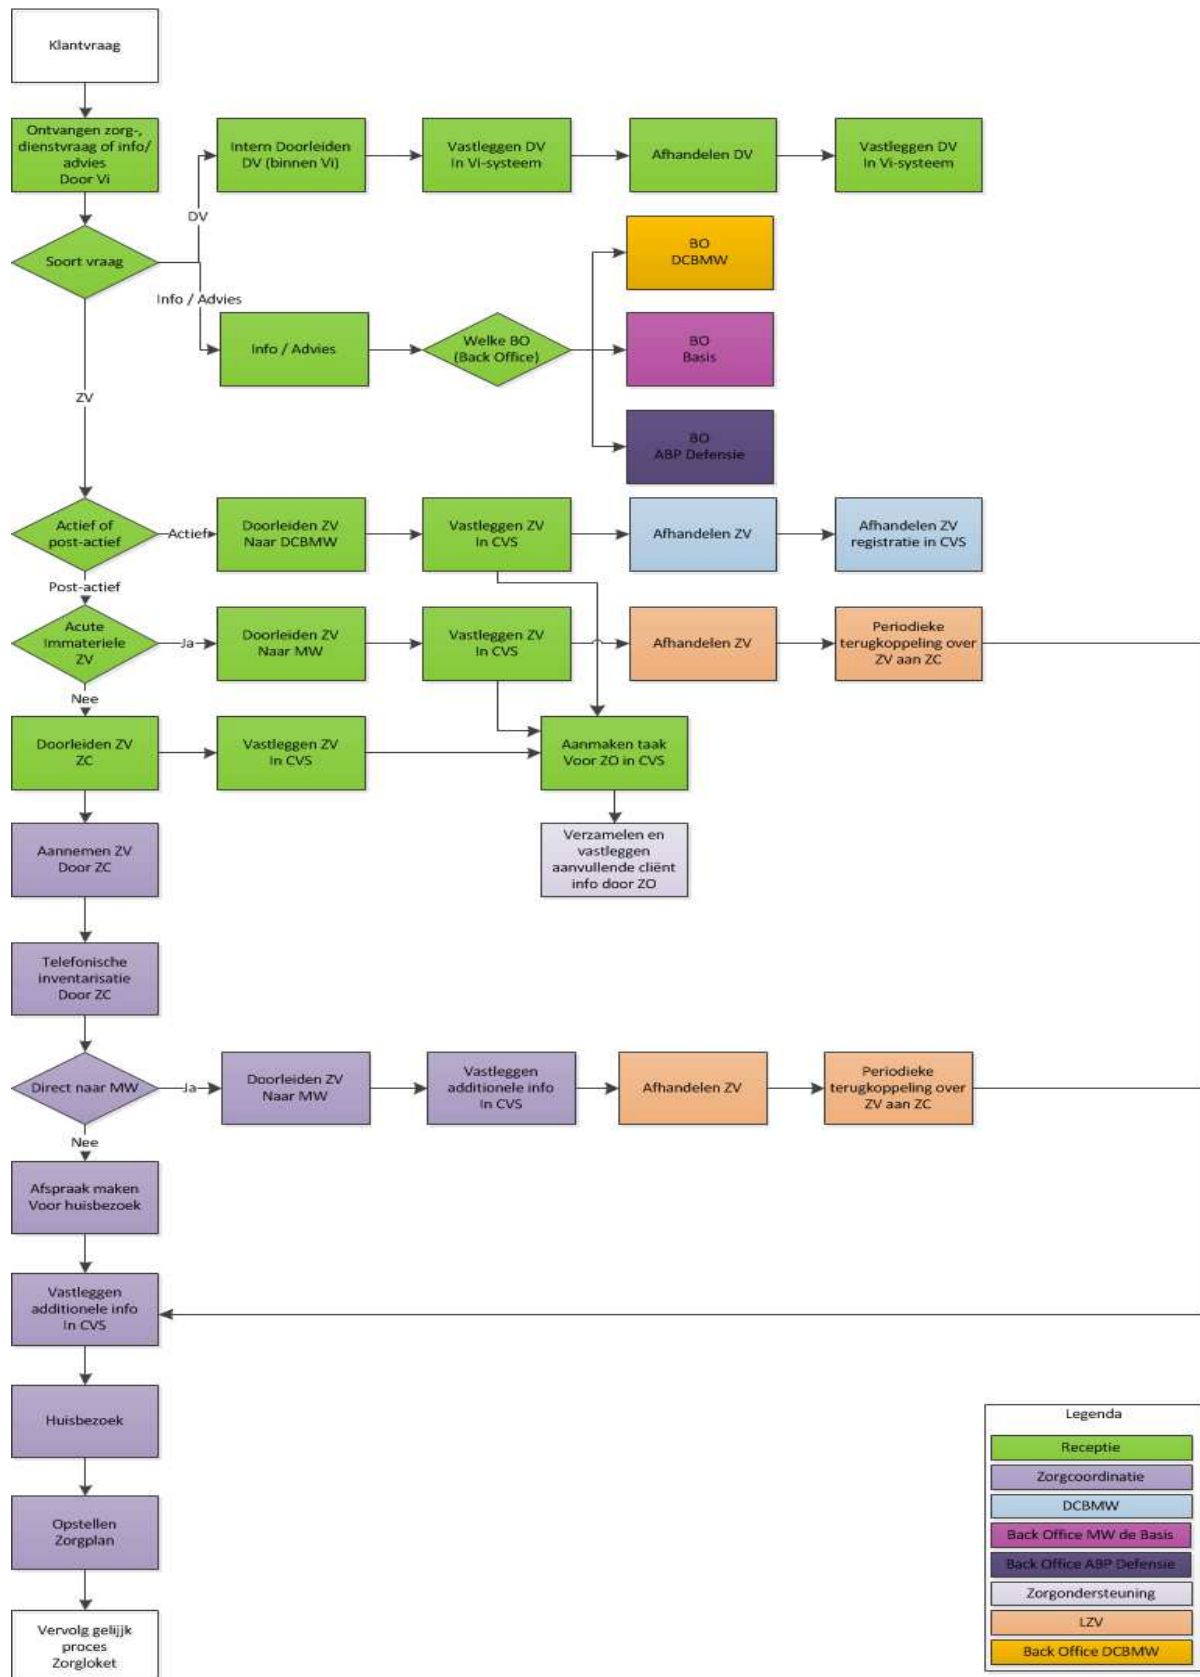 Klantvraag
Ontvangen zorg-,
dienstvraag of info/
advies
Door Vi
Intern Doorleiden
DV (binnen Vi)
Vastleggen DV
In Vi-systeem
Afhandelen DV
Vastleggen DV
In Vi-systeem
DV
Soort vraag
BO
DCBMW
Info / Advies
Info / Advies
Welke BO
(Back Office)
BO
Basis
ZV
BO
ABP Defensie
Actief of
post-actief
Actief
Doorleiden ZV
Naar DCBMW
Vastleggen ZV
In CVS
Afhandelen ZV
Afhandelen ZV
registratie in CVS
Post-actief
Acute
Immateriele
ZV
Ja
Doorleiden ZV
Naar MW
Vastleggen ZV
In CVS
Afhandelen ZV
Periodieke
terugkoppeling over
ZV aan ZC
Nee
Doorleiden ZV
ZC
Vastleggen ZV
In CVS
Aanmaken taak
Voor ZO in CVS
Aannemen ZV
Door ZC
Verzamelen en
vastleggen
aanvullende cliënt
info door ZO
Telefonische
inventarisatie
Door ZC
Direct naar MW
Ja
Doorleiden ZV
Naar MW
Vastleggen
additionele info
In CVS
Afhandelen ZV
Periodieke
terugkoppeling over
ZV aan ZC
Nee
Afspraak maken
Voor huisbezoek
Vastleggen
additionele info
In CVS
Huisbezoek
Opstellen
Zorgplan
Vervolg gelijjk
proces
Zorgloket
Legenda
Receptie
Zorgcoordinatie
DCBMW
Back Office MW de Basis
Back Office ABP Defensie
Zorgondersteuning
LZV
Back Office DCBMW